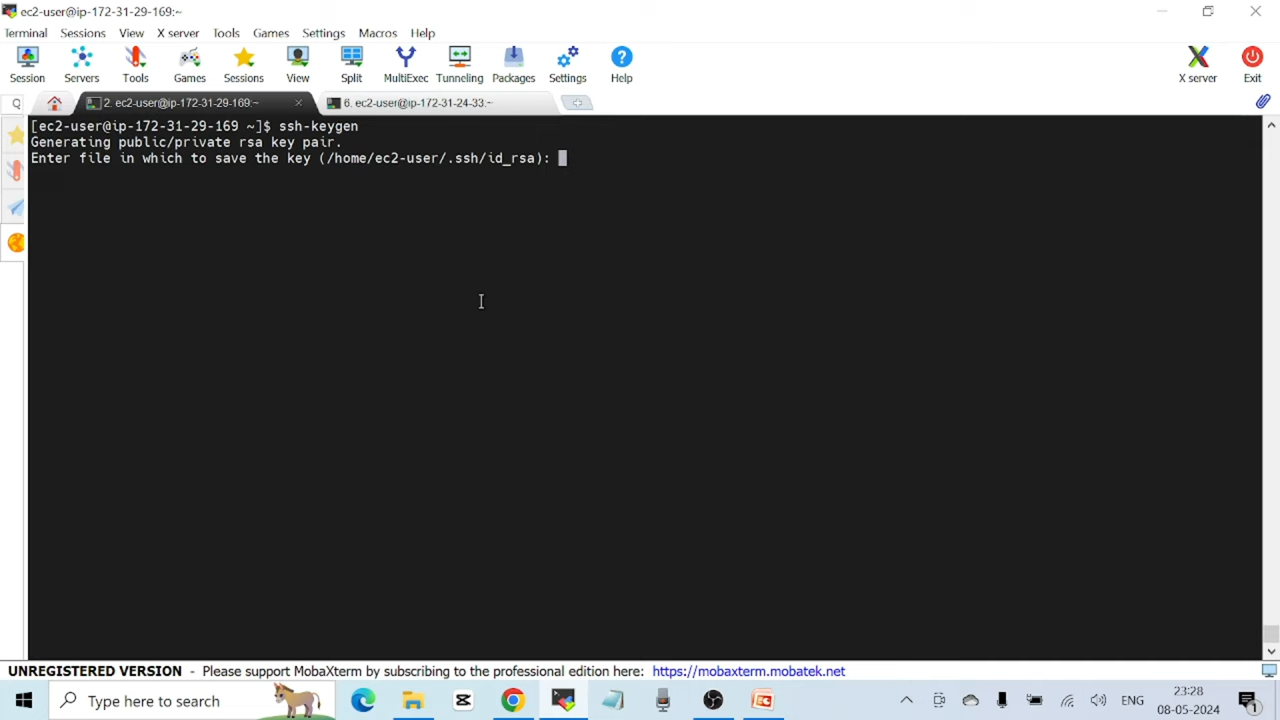 ec2-user@ip-172-31-29-169:~
Terminal Sessions View X server Tools Games Settings Macros Help
Session Servers Tools Games Sessions View Split MultiExec Tunneling Packages Settings Help X server Exit
2. ec2-user@ip-172-31-29-169:~ 6. ec2-user@ip-172-31-24-33:~
[ec2-user@ip-172-31-29-169 ~]$ ssh-keygen
Generating public/private rsa key pair.
Enter file in which to save the key (/home/ec2-user/.ssh/id_rsa):
UNREGISTERED VERSION - Please support MobaXterm by subscribing to the professional edition here: https://mobaxterm.mobatek.net
Type here to search
ENG
23:28
08-05-2024
1